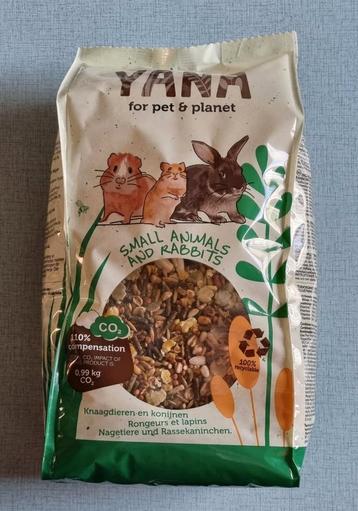 YANA
for pet & planet
SMALL ANIMALS
AND RABBITS
CO₂
110%
compensation
CO₂ IMPACT OF
PRODUCT IS
0,99 kg
CO₂
100%
recyclable
Knaagdieren en konijnen
Rongeurs et lapins
Nagetiere und Rassekaninchen.